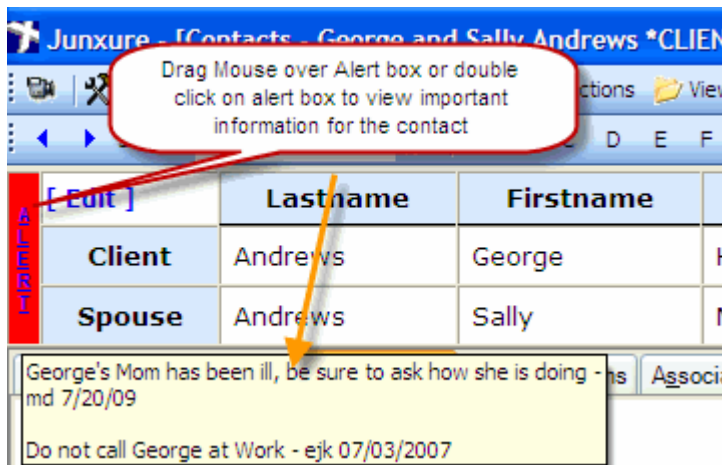 Junxure - [Contacts - George and Sally Andrews *CLIEN
Drag Mouse over Alert box or double
click on alert box to view important
information for the contact
ctions View
D E F
ALERT
[ Edit ] Lastname Firstname
Client Andrews George
Spouse Andrews Sally
George's Mom has been ill, be sure to ask how she is doing -
md 7/20/09
Do not call George at Work - ejk 07/03/2007
ns Associa